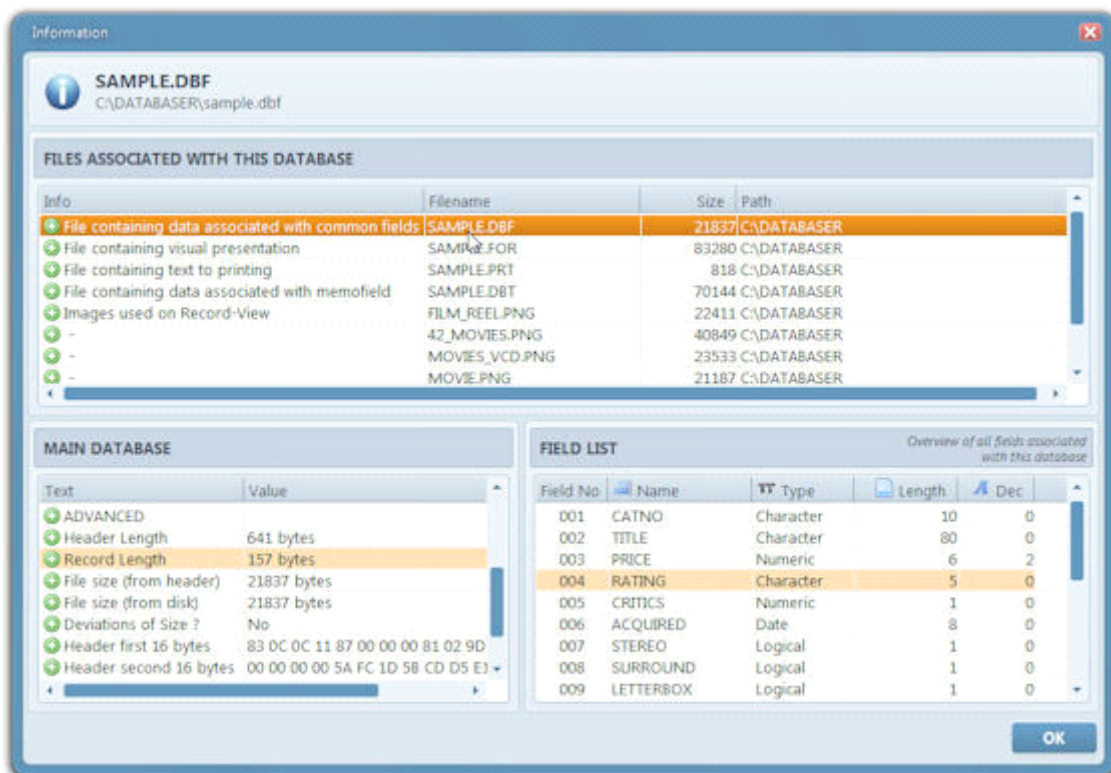 Information
SAMPLE.DBF
C:\DATABASER\sample.dbf
FILES ASSOCIATED WITH THIS DATABASE
Info Filename Size Path
File containing data associated with common fields SAMPLE.DBF 21837 C:\DATABASER
File containing visual presentation SAMPLE.FOR 83280 C:\DATABASER
File containing text to printing SAMPLE.PRT 818 C:\DATABASER
File containing data associated with memofield SAMPLE.DBT 70144 C:\DATABASER
Images used on Record-View FILM_REEL.PNG 22411 C:\DATABASER
- 42_MOVIES.PNG 40849 C:\DATABASER
- MOVIES_VCD.PNG 23533 C:\DATABASER
- MOVIE.PNG 21187 C:\DATABASER
MAIN DATABASE
Text Value
ADVANCED
Header Length 641 bytes
Record Length 157 bytes
File size (from header) 21837 bytes
File size (from disk) 21837 bytes
Deviations of Size ? No
Header first 16 bytes 83 0C 0C 11 87 00 00 00 81 02 9D
Header second 16 bytes 00 00 00 00 5A FC 1D 5B CD D5
FIELD LIST
Overview of all fields associated
with this database
Field No Name Type Length Dec
001 CATNO Character 10 0
002 TITLE Character 80 0
003 PRICE Numeric 6 2
004 RATING Character 5 0
005 CRITICS Numeric 1 0
006 ACQUIRED Date 8 0
007 STEREO Logical 1 0
008 SURROUND Logical 1 0
009 LETTERBOX Logical 1 0
OK